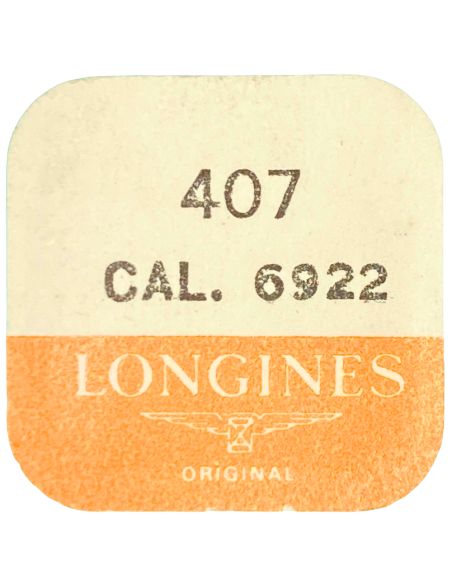 407
CAL. 6922
LONGINES
ORIGINAL